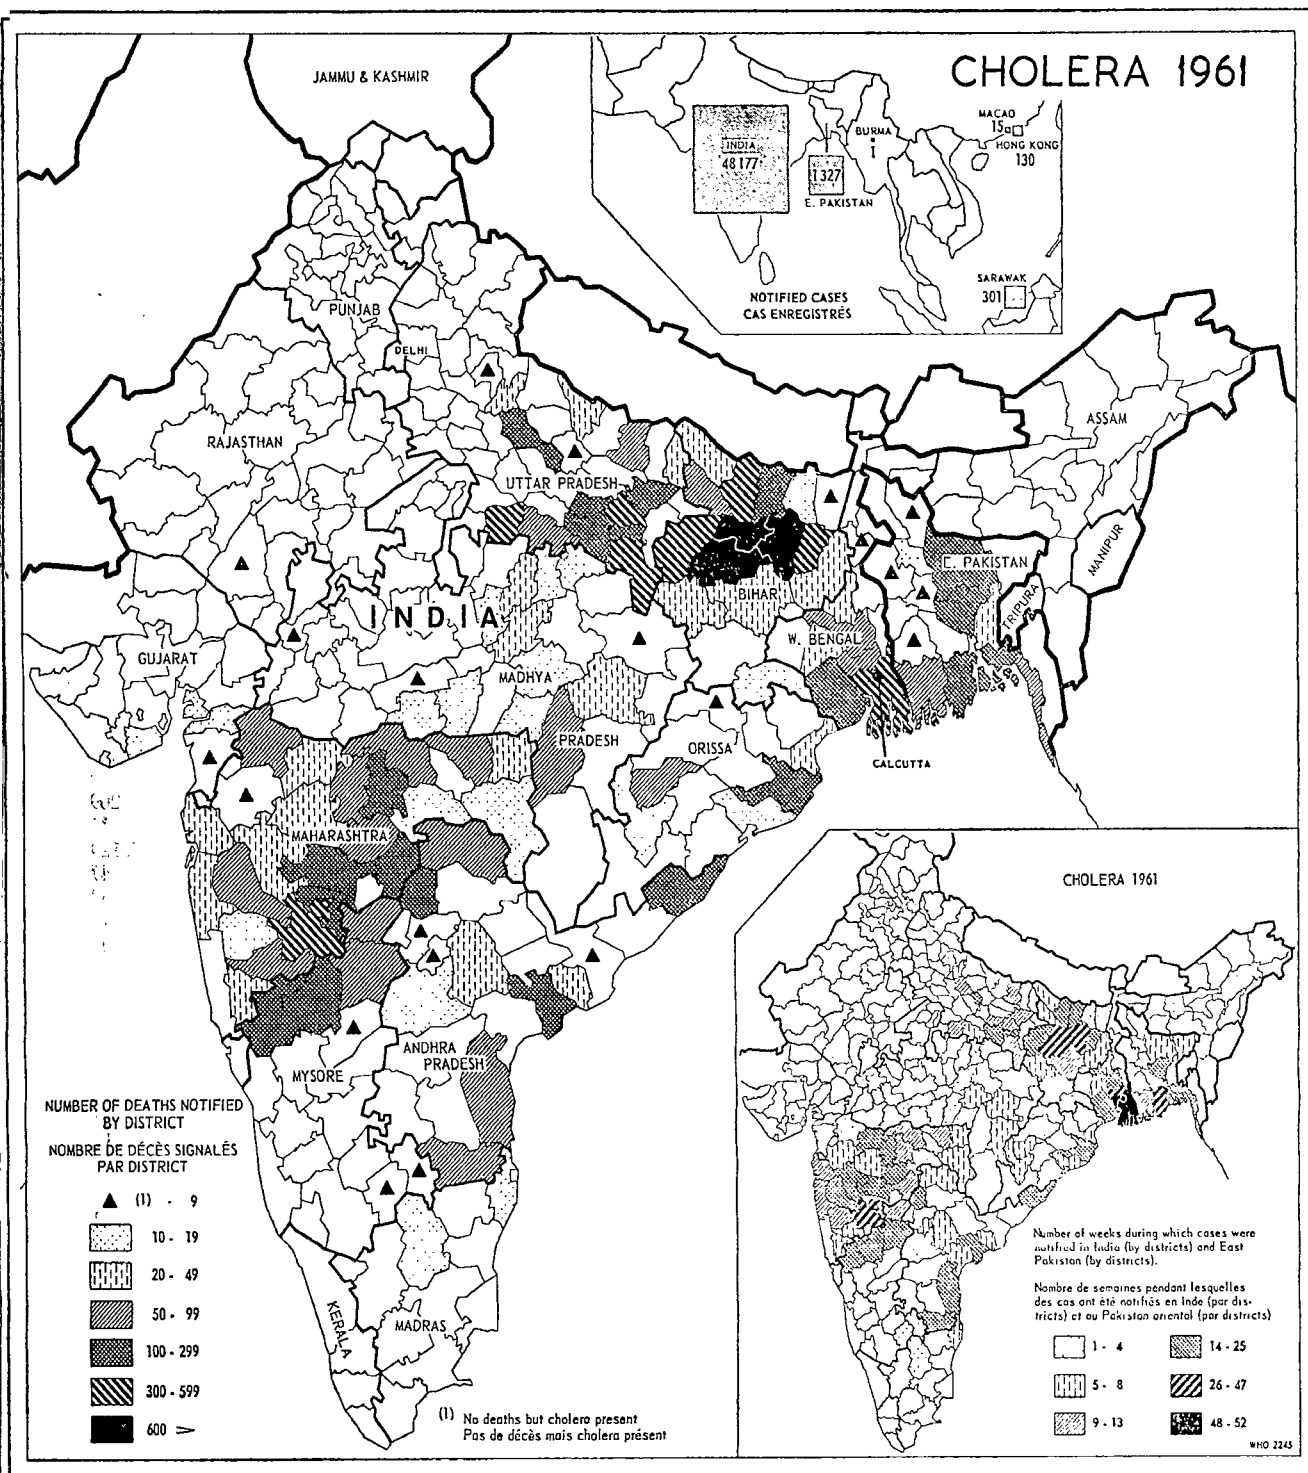 CHOLERA 1961
JAMMU & KASHMIR
MACAO
15
HONG KONG
130
BURMA
1
INDIA
48177
1327
E. PAKISTAN
SARAWAK
301
NOTIFIED CASES
CAS ENREGISTRÉS
PUNJAB
DELHI
RAJASTHAN
ASSAM
UTTAR PRADESH
MANIPUR
E. PAKISTAN
TRIPURA
BIHAR
INDIA
W. BENGAL
GUJARAT
MADHYA
PRADESH
ORISSA
CALCUTTA
MAHARASHTRA
ANDHRA
PRADESH
MYSORE
KERALA
MADRAS
NUMBER OF DEATHS NOTIFIED
BY DISTRICT
NOMBRE DE DÉCÈS SIGNALÉS
PAR DISTRICT
▲ (1) - 9
10 - 19
20 - 49
50 - 99
100 - 299
300 - 599
600 >
(1) No deaths but cholera present
Pas de décès mais cholera présent
CHOLERA 1961
Number of weeks during which cases were
notified in India (by districts) and East
Pakistan (by districts).
Nombre de semaines pendant lesquelles
des cas ont été notifiés en Inde (par dis-
tricts) et au Pakistan oriental (par districts)
1 - 4
5 - 8
9 - 13
14 - 25
26 - 47
48 - 52
WHO 2245